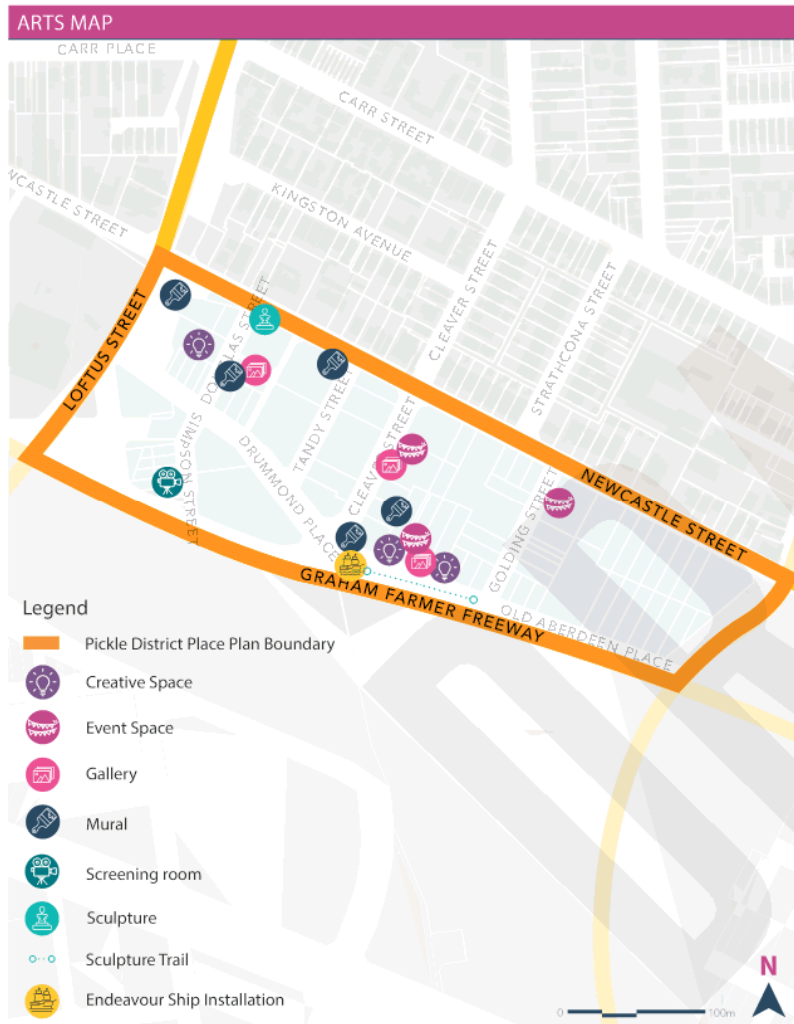 ARTS MAP
CARR PLACE
CARR STREET
NEWCASTLE STREET
KINGSTON AVENUE
CLEAVER STREET
STRATHCONA STREET
LOFTUS STREET
DOUGLAS STREET
TANDY STREET
SIMPSON STREET
DRUMMOND PLACE
CLEAVER STREET
GOLDING STREET
NEWCASTLE STREET
GRAHAM FARMER FREEWAY
OLD ABERDEEN PLACE
Legend
Pickle District Place Plan Boundary
Creative Space
Event Space
Gallery
Mural
Screening room
Sculpture
Sculpture Trail
Endeavour Ship Installation
N
0 100m